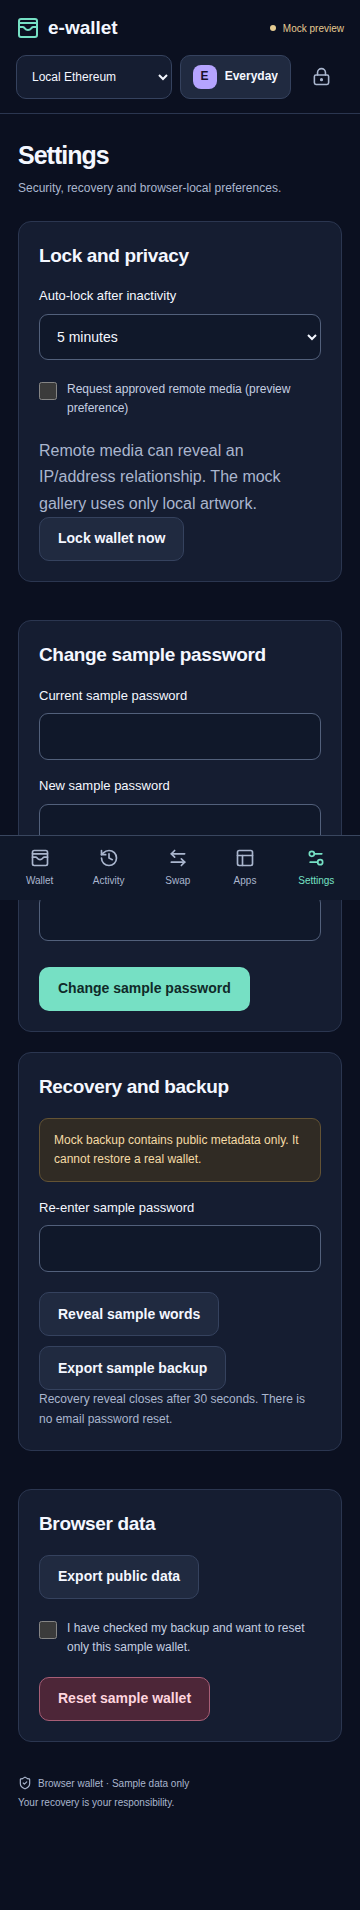 e-wallet
Mock preview
Local Ethereum
E Everyday
Settings
Security, recovery and browser-local preferences.
Lock and privacy
Auto-lock after inactivity
5 minutes
Request approved remote media (preview
preference)
Remote media can reveal an
IP/address relationship. The mock
gallery uses only local artwork.
Lock wallet now
Change sample password
Current sample password
New sample password
Wallet Activity Swap Apps Settings
Change sample password
Recovery and backup
Mock backup contains public metadata only. It
cannot restore a real wallet.
Re-enter sample password
Reveal sample words
Export sample backup
Recovery reveal closes after 30 seconds. There is
no email password reset.
Browser data
Export public data
I have checked my backup and want to reset
only this sample wallet.
Reset sample wallet
Browser wallet · Sample data only
Your recovery is your responsibility.